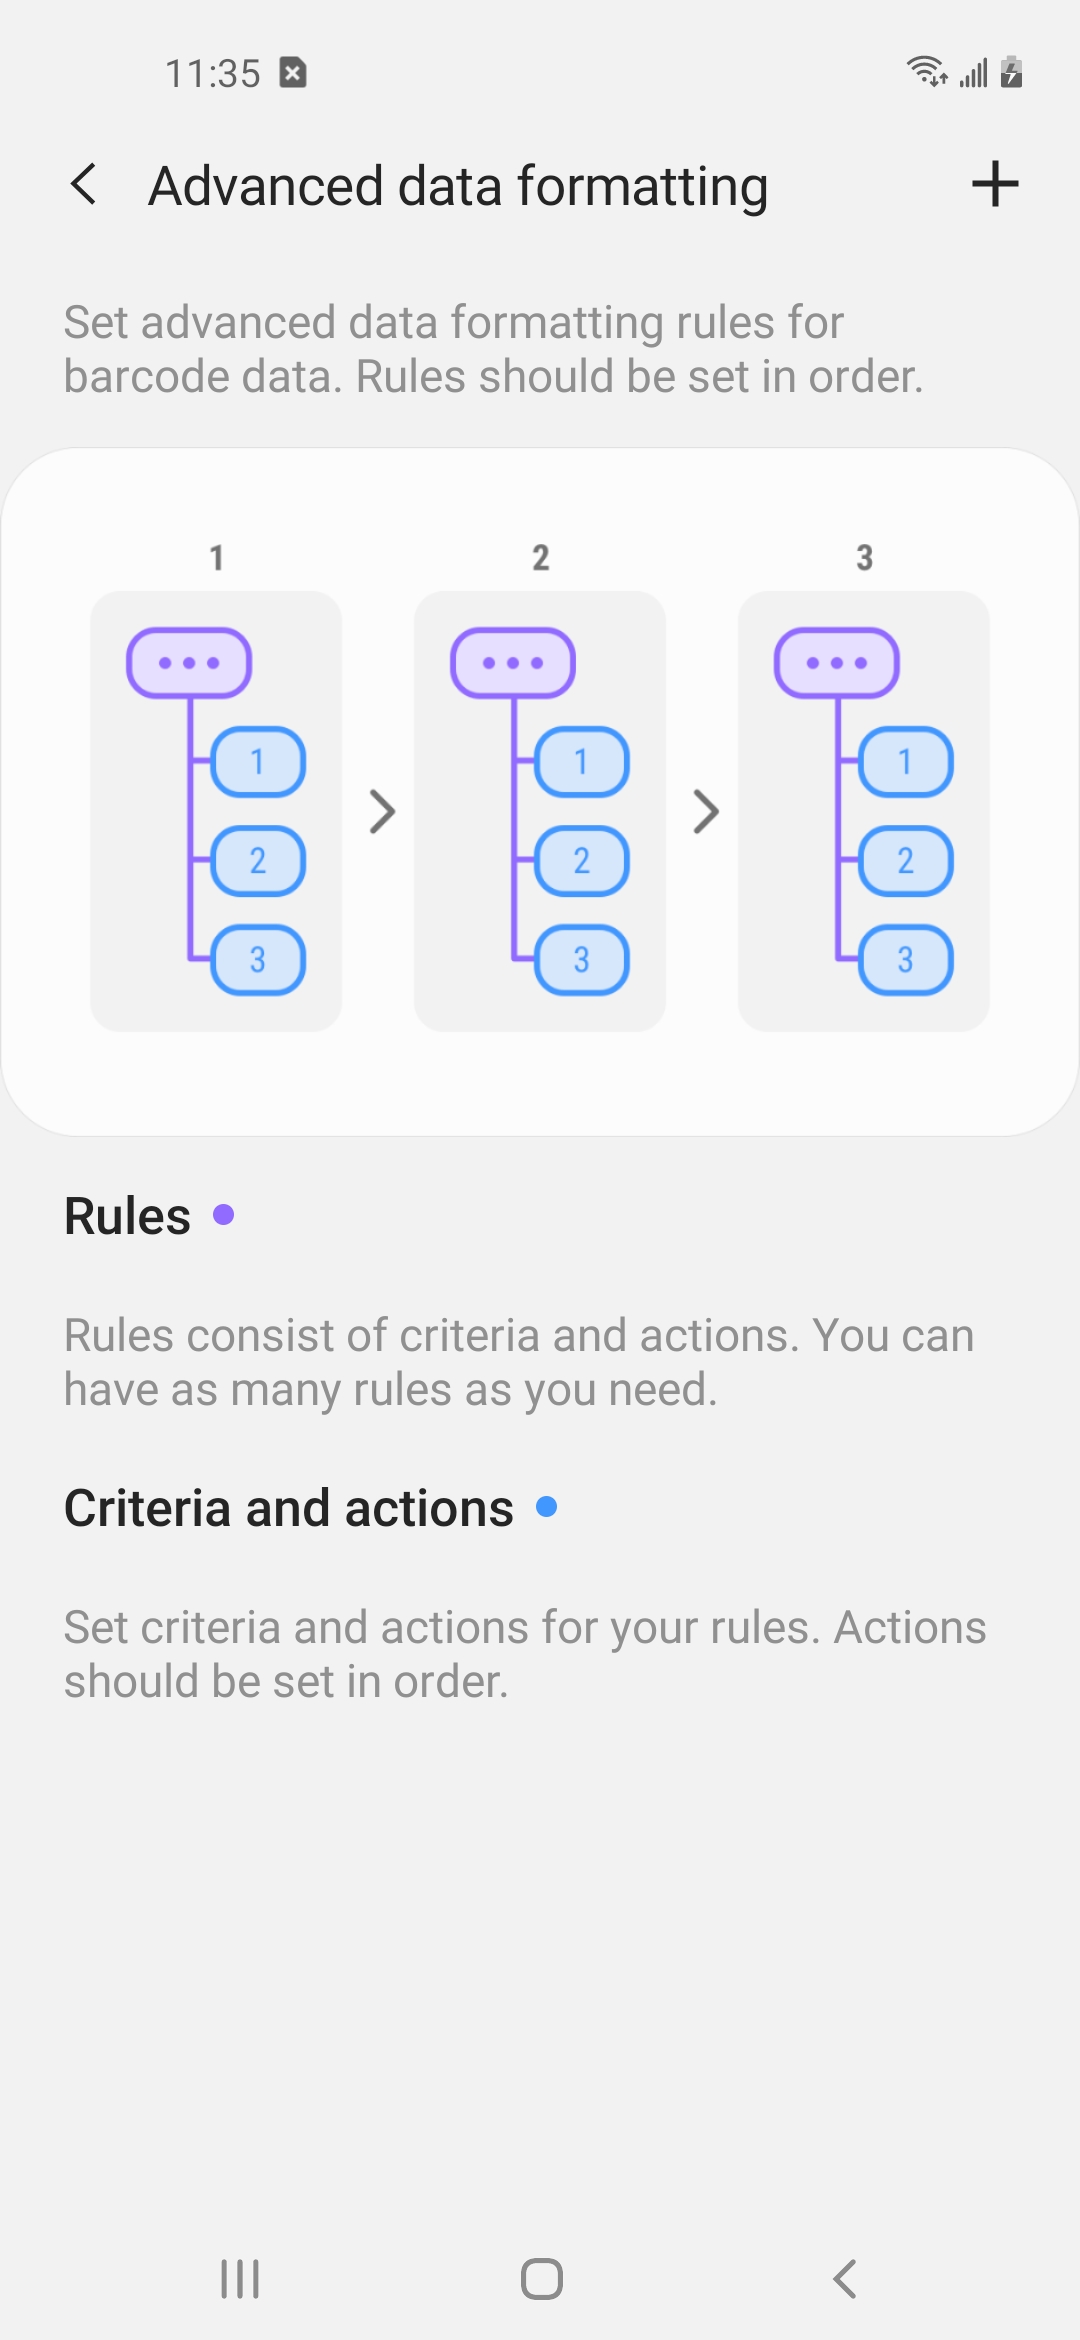 11:35
Advanced data formatting
Set advanced data formatting rules for
barcode data. Rules should be set in order.
1 2 3
1 1 1
2 2 2
3 3 3
Rules
Rules consist of criteria and actions. You can
have as many rules as you need.
Criteria and actions
Set criteria and actions for your rules. Actions
should be set in order.